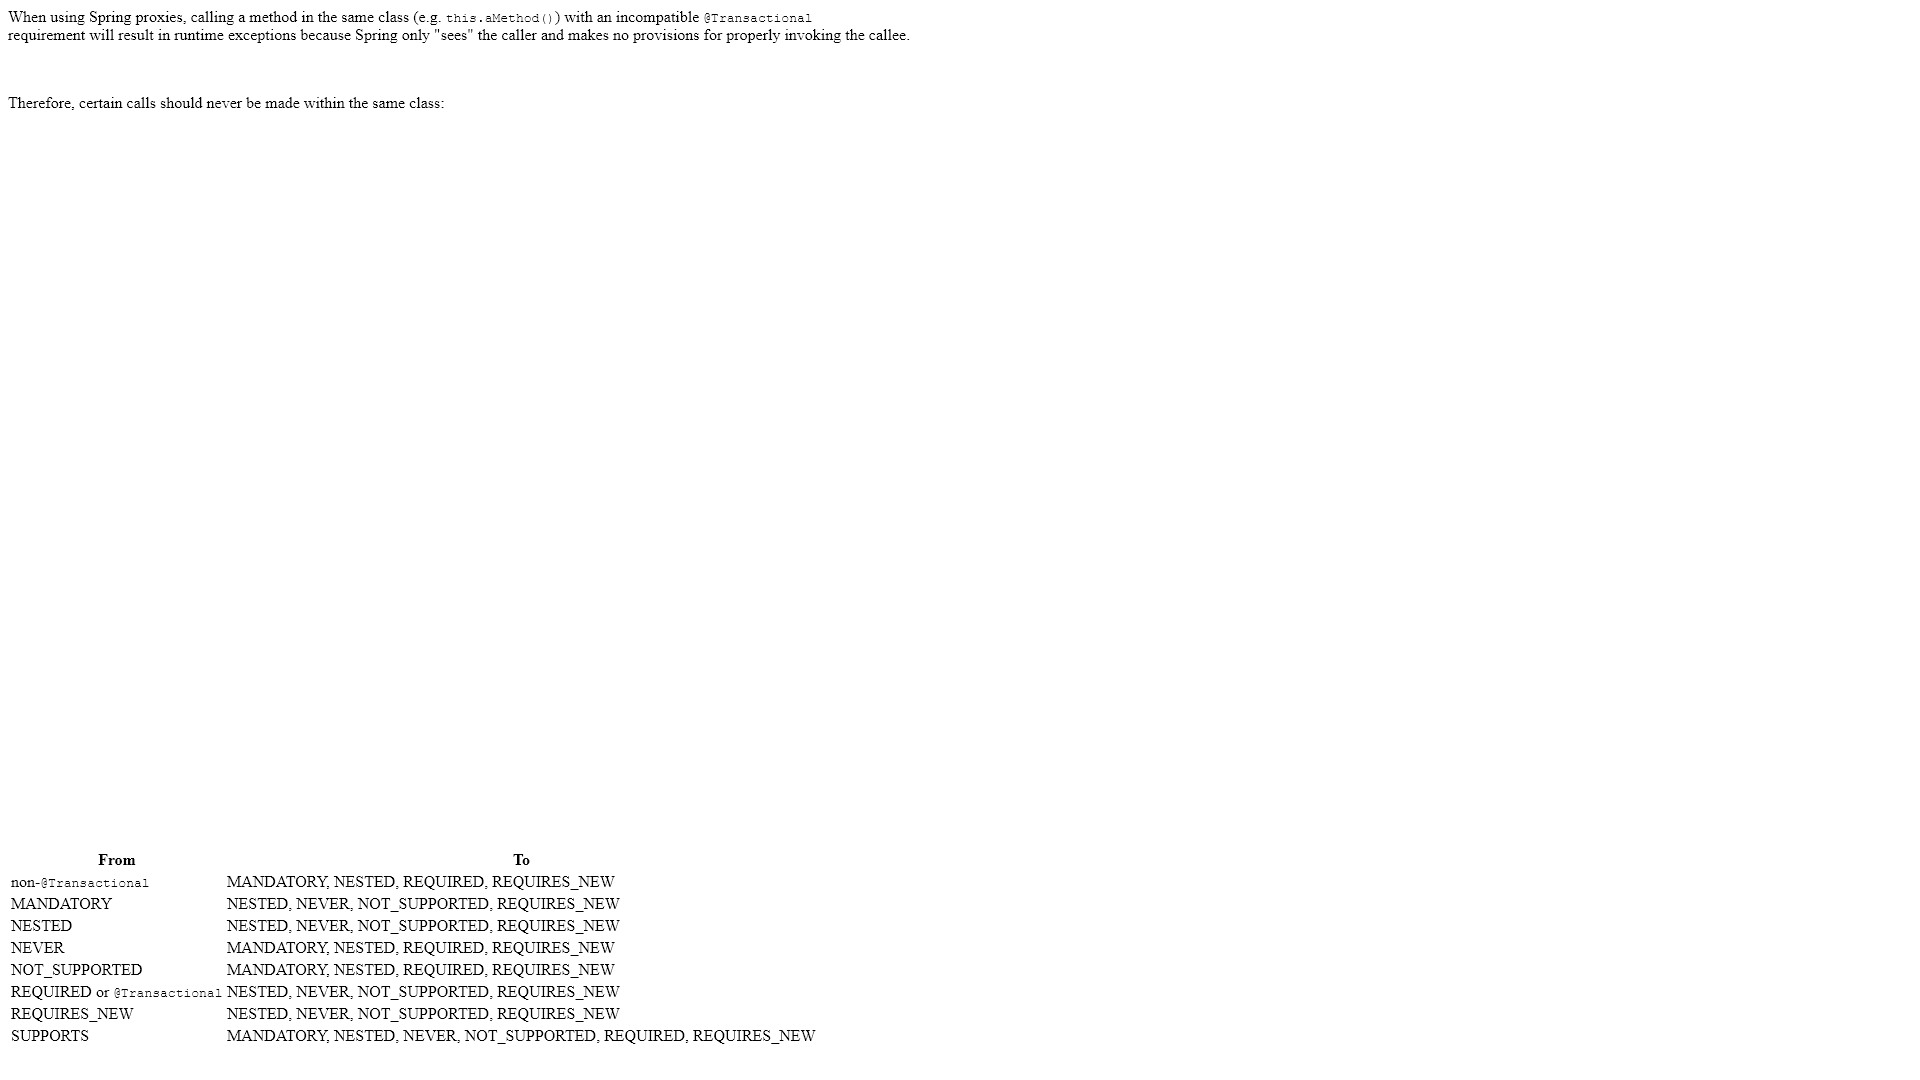 When using Spring proxies, calling a method in the same class (e.g. this.aMethod()) with an incompatible @Transactional
requirement will result in runtime exceptions because Spring only "sees" the caller and makes no provisions for properly invoking the callee.
Therefore, certain calls should never be made within the same class:
From To
non-@Transactional MANDATORY, NESTED, REQUIRED, REQUIRES_NEW
MANDATORY NESTED, NEVER, NOT_SUPPORTED, REQUIRES_NEW
NESTED NESTED, NEVER, NOT_SUPPORTED, REQUIRES_NEW
NEVER MANDATORY, NESTED, REQUIRED, REQUIRES_NEW
NOT_SUPPORTED MANDATORY, NESTED, REQUIRED, REQUIRES_NEW
REQUIRED or @Transactional NESTED, NEVER, NOT_SUPPORTED, REQUIRES_NEW
REQUIRES_NEW NESTED, NEVER, NOT_SUPPORTED, REQUIRES_NEW
SUPPORTS MANDATORY, NESTED, NEVER, NOT_SUPPORTED, REQUIRED, REQUIRES_NEW